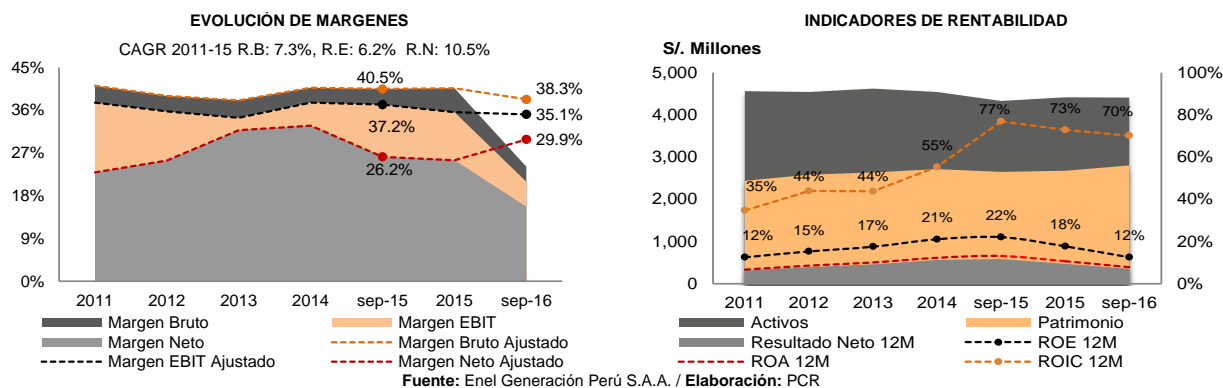 EVOLUCIÓN DE MARGENES
CAGR 2011-15 R.B: 7.3%, R.E: 6.2% R.N: 10.5%
45%
36%
27%
18%
9%
0%
40.5%
38.3%
35.1%
37.2%
29.9%
26.2%
2011 2012 2013 2014 sep-15 2015 sep-16
Margen Bruto Margen EBIT
Margen Neto Margen Bruto Ajustado
Margen EBIT Ajustado Margen Neto Ajustado
INDICADORES DE RENTABILIDAD
S/. Millones
5,000 100%
4,000 80%
3,000 60%
2,000 40%
1,000 20%
0 0%
77% 73% 70%
55%
35% 44% 44%
12% 15% 17% 21% 22% 18% 12%
2011 2012 2013 2014 sep-15 2015 sep-16
Activos Patrimonio
Resultado Neto 12M ROE 12M
ROA 12M ROIC 12M
Fuente: Enel Generación Perú S.A.A. / Elaboración: PCR